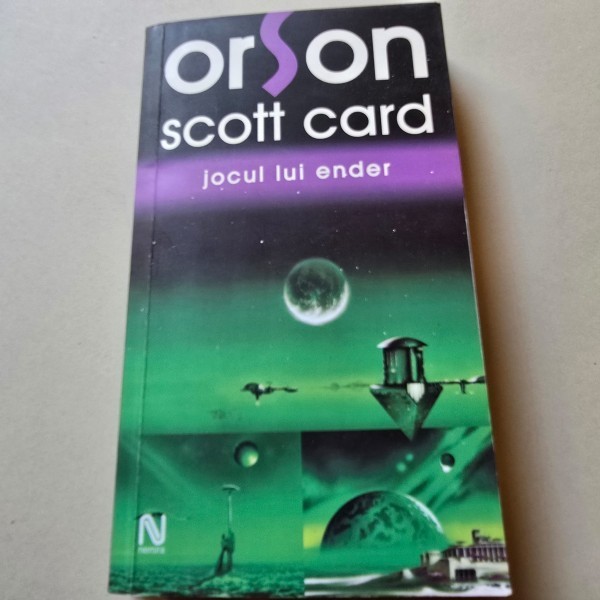 orSon
scott card
jocul lui ender
nemira